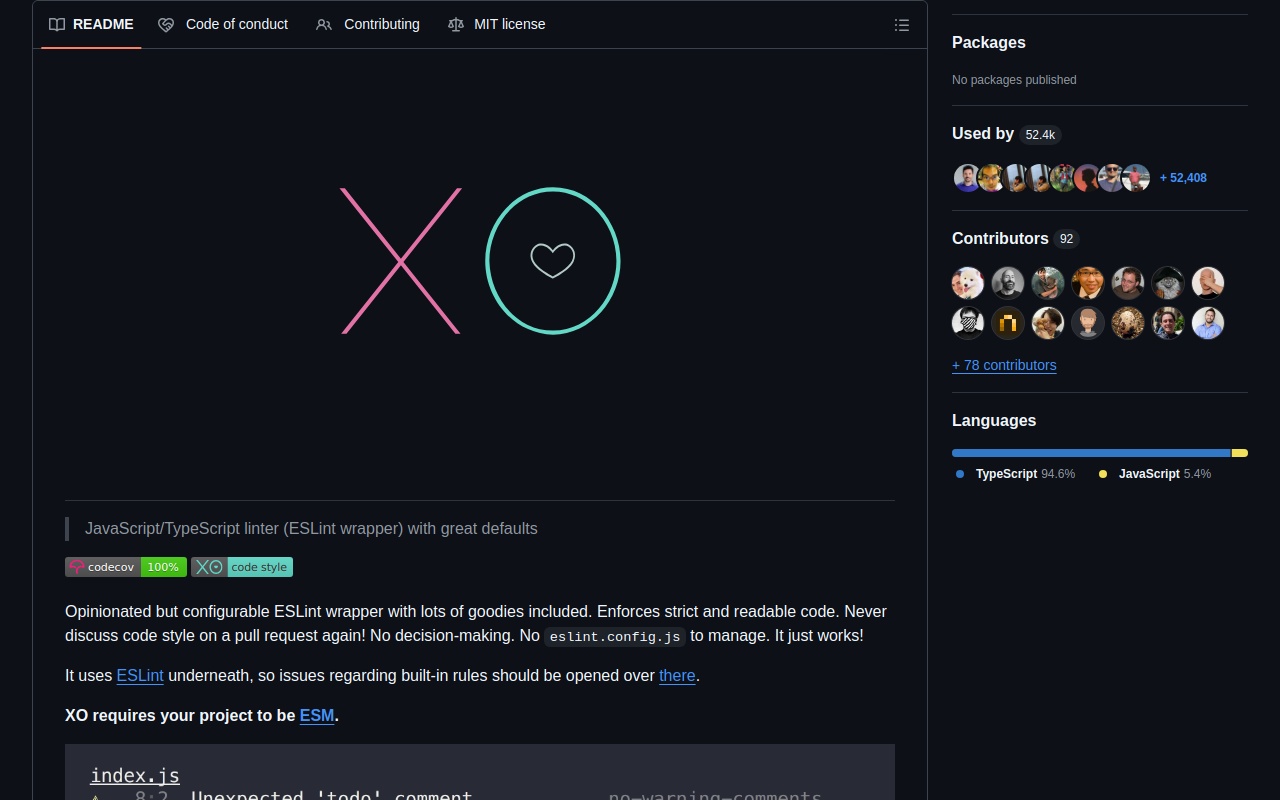 README
Code of conduct
Contributing
MIT license
XO
JavaScript/TypeScript linter (ESLint wrapper) with great defaults
codecov 100% XO code style
Opinionated but configurable ESLint wrapper with lots of goodies included. Enforces strict and readable code. Never
discuss code style on a pull request again! No decision-making. No eslint.config.js to manage. It just works!
It uses ESLint underneath, so issues regarding built-in rules should be opened over there.
XO requires your project to be ESM.
index.js
8:2 Unexpected 'todo' comment no-warning-comments
Packages
No packages published
Used by 52.4k
+ 52,408
Contributors 92
+ 78 contributors
Languages
TypeScript 94.6% JavaScript 5.4%